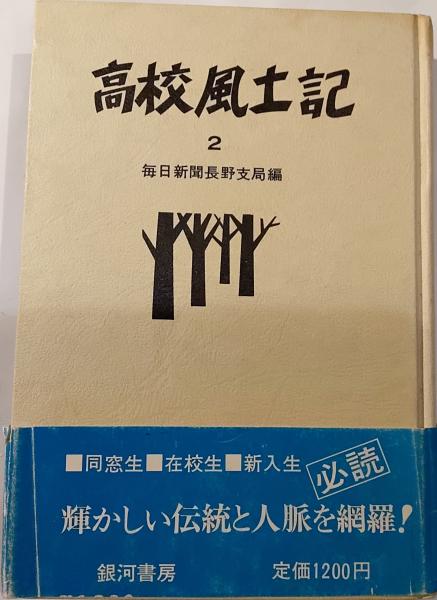 高校風土記
2
毎日新聞長野支局編
■同窓生■在校生■新入生
必読
輝かしい伝統と人脈を網羅!
銀河書房 定価1200円